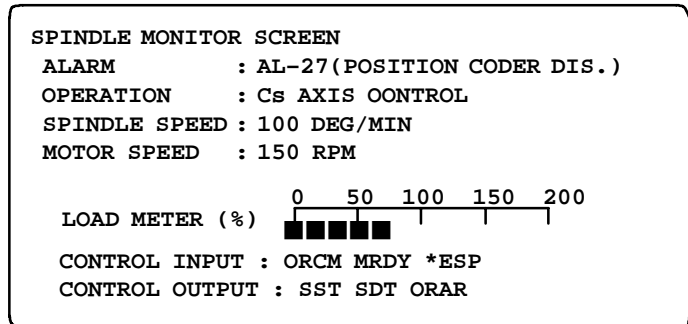 SPINDLE MONITOR SCREEN
ALARM : AL-27(POSITION CODER DIS.)
OPERATION : Cs AXIS OONTROL
SPINDLE SPEED : 100 DEG/MIN
MOTOR SPEED : 150 RPM
0 50 100 150 200
LOAD METER (%)
CONTROL INPUT : ORCM MRDY *ESP
CONTROL OUTPUT : SST SDT ORAR